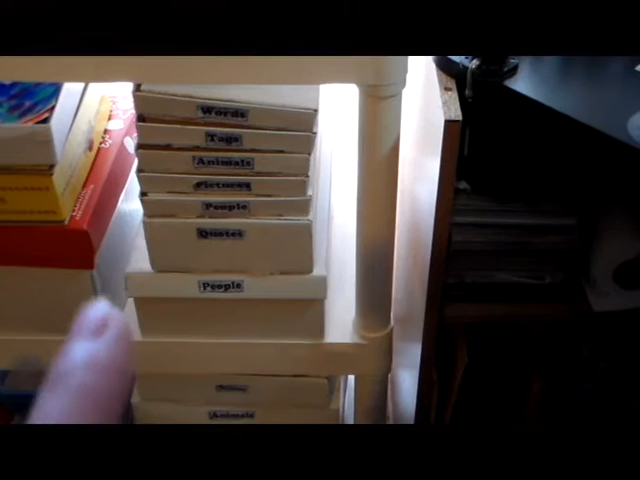 Words
Tags
Animals
Pictures
People
Quotes
People
Animals